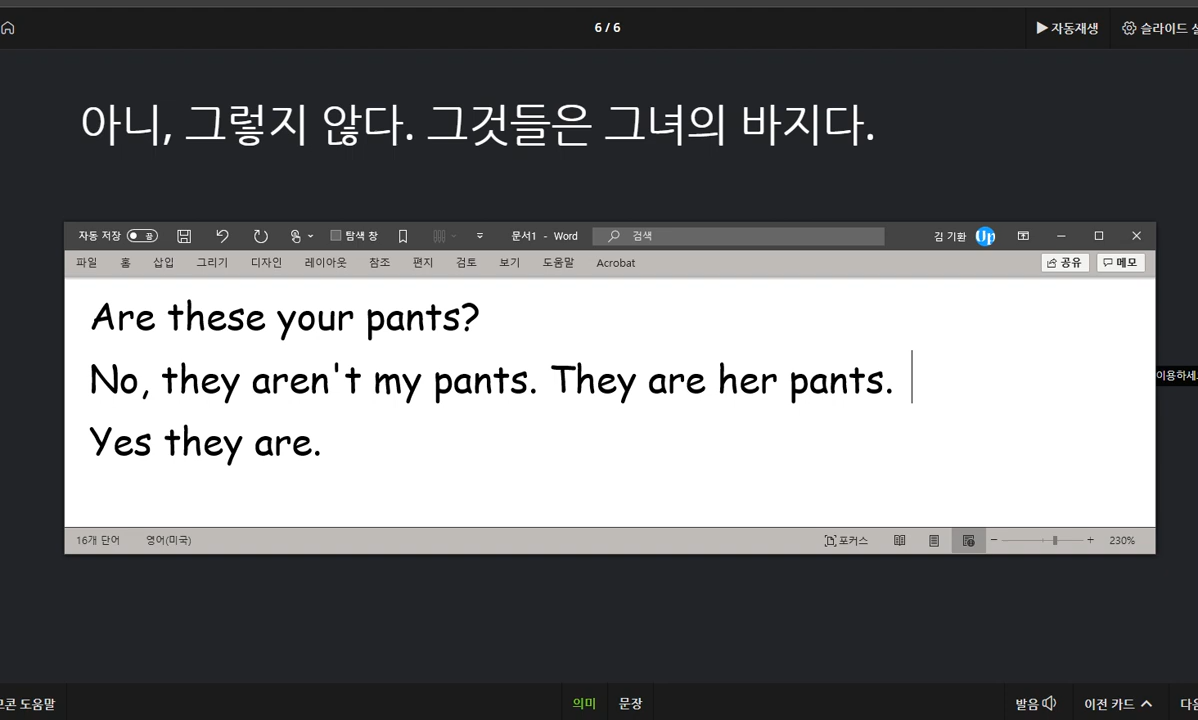 6 / 6
▶ 자동재생
슬라이드
아니, 그렇지 않다. 그것들은 그녀의 바지다.
자동 저장 끔 탐색 창 문서1 - Word 검색 김 기환 Up
파일 홈 삽입 그리기 디자인 레이아웃 참조 편지 검토 보기 도움말 Acrobat 공유 메모
Are these your pants?
No, they aren't my pants. They are her pants.
이용하세
Yes they are.
16개 단어 영어(미국) 포커스 − + 230%
도움말 의미 문장 발음 이전 카드